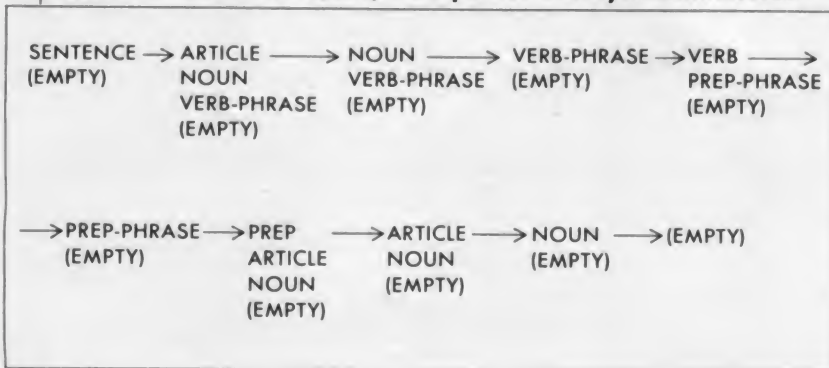 SENTENCE → ARTICLE → NOUN → VERB-PHRASE → VERB →
(EMPTY) NOUN VERB-PHRASE (EMPTY) PREP-PHRASE
VERB-PHRASE (EMPTY) (EMPTY)
(EMPTY)
→ PREP-PHRASE → PREP → ARTICLE → NOUN → (EMPTY)
(EMPTY) ARTICLE NOUN (EMPTY)
NOUN (EMPTY)
(EMPTY)